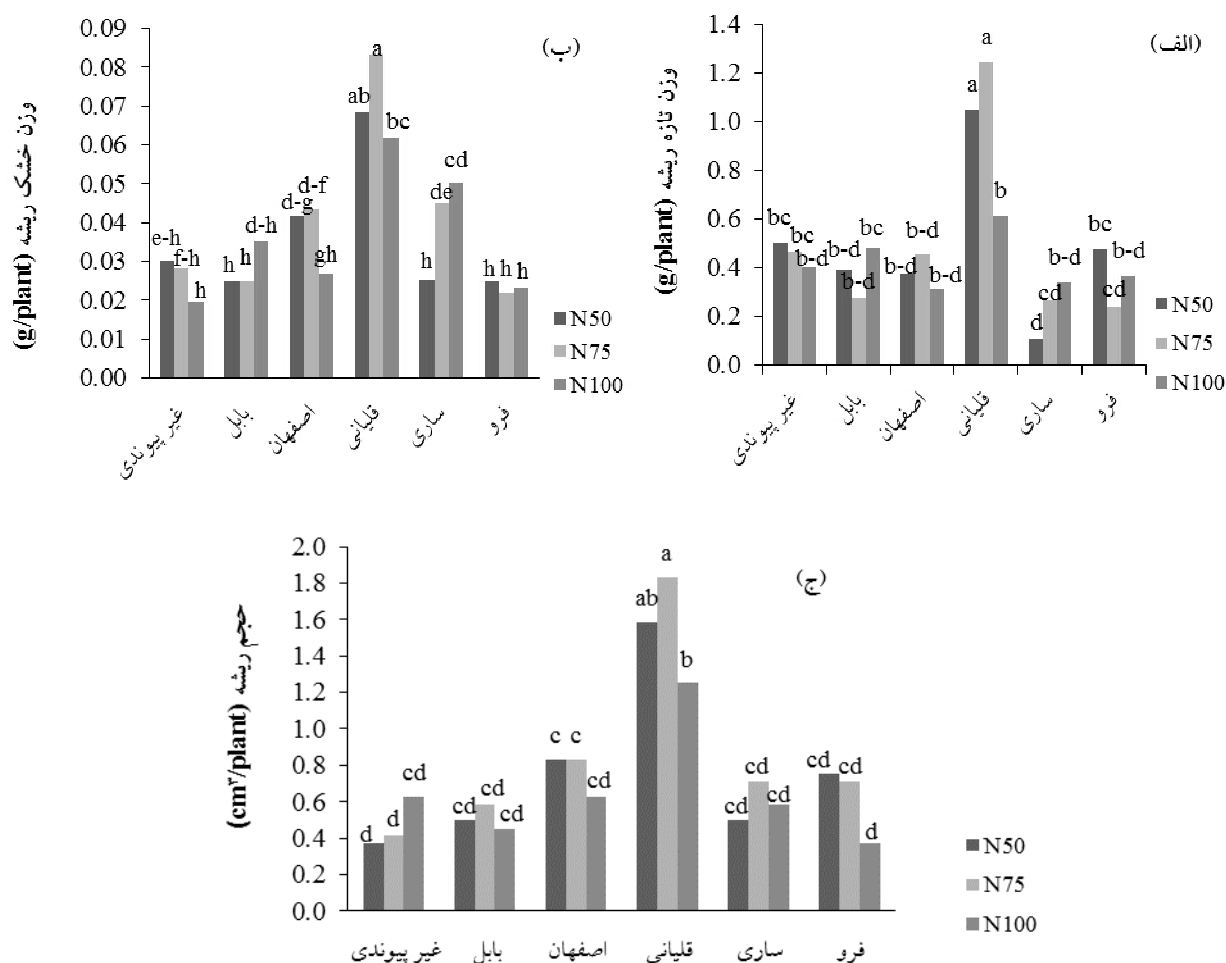 (ب)
وزن خشک ریشه (g/plant)
0.09
0.08
0.07
0.06
0.05
0.04
0.03
0.02
0.01
0.00
e-h
f-h
h
h
h
d-h
d-g
d-f
gh
ab
a
bc
h
de
cd
h
h
h
N50
N75
N100
غیر پیوندی
بابل
اصفهان
قلیانی
ساری
فرو
(الف)
وزن تازه ریشه (g/plant)
1.4
1.2
1.0
0.8
0.6
0.4
0.2
0.0
bc
bc
b-d
b-d
b-d
bc
b-d
b-d
b-d
a
a
b
d
cd
b-d
bc
cd
b-d
N50
N75
N100
غیر پیوندی
بابل
اصفهان
قلیانی
ساری
فرو
(ج)
حجم ریشه (cm۳/plant)
2.0
1.8
1.6
1.4
1.2
1.0
0.8
0.6
0.4
0.2
0.0
d
d
cd
cd
cd
cd
c
c
cd
ab
a
b
cd
cd
cd
cd
cd
d
N50
N75
N100
غیر پیوندی
بابل
اصفهان
قلیانی
ساری
فرو